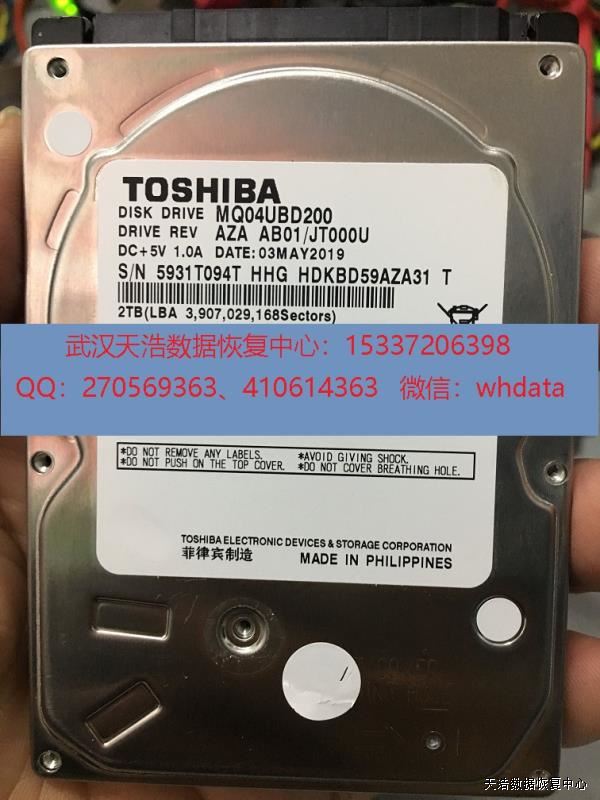 TOSHIBA
DISK DRIVE MQ04UBD200
DRIVE REV AZA AB01/JT000U
DC+5V 1.0A DATE:03MAY2019
S/N 5931T094T HHG HDKBD59AZA31 T
2TB(LBA 3,907,029,168Sectors)
武汉天浩数据恢复中心：15337206398
QQ：270569363、410614363 微信：whdata
*DO NOT REMOVE ANY LABELS. *AVOID GIVING SHOCK.
*DO NOT PUSH ON THE TOP COVER. *DO NOT COVER BREATHING HOLE.
TOSHIBA ELECTRONIC DEVICES & STORAGE CORPORATION
菲律宾制造 MADE IN PHILIPPINES
天浩数据恢复中心